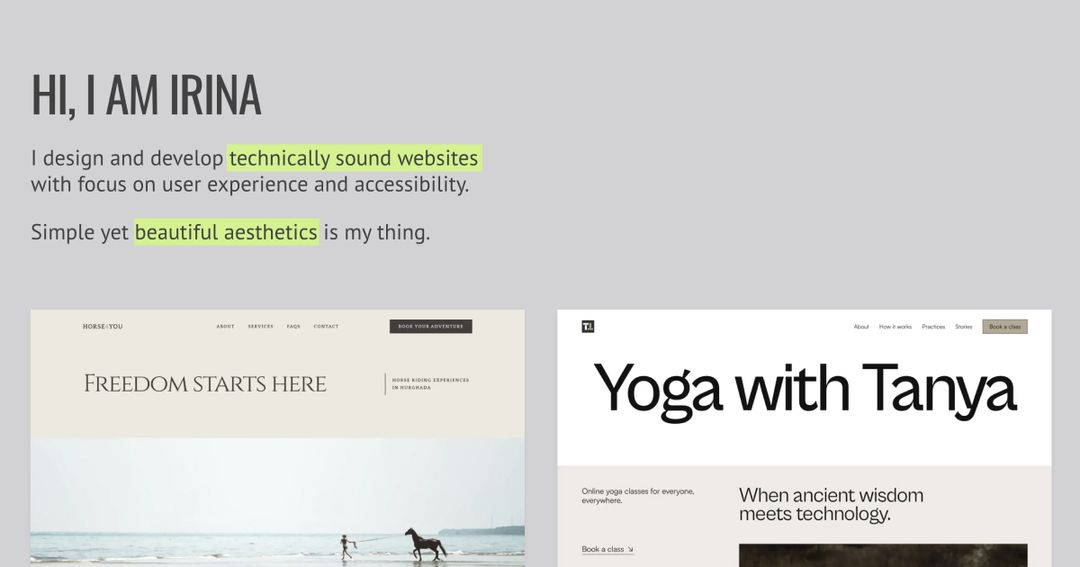 HI, I AM IRINA
I design and develop technically sound websites
with focus on user experience and accessibility.
Simple yet beautiful aesthetics is my thing.
HORSE4YOU
ABOUT SERVICES FAQS CONTACT
BOOK YOUR ADVENTURE
FREEDOM STARTS HERE
HORSE RIDING EXPERIENCES
IN HURGHADA
About How it works Practices Stories Book a class
Yoga with Tanya
Online yoga classes for everyone,
everywhere.
When ancient wisdom
meets technology.
Book a class ↘